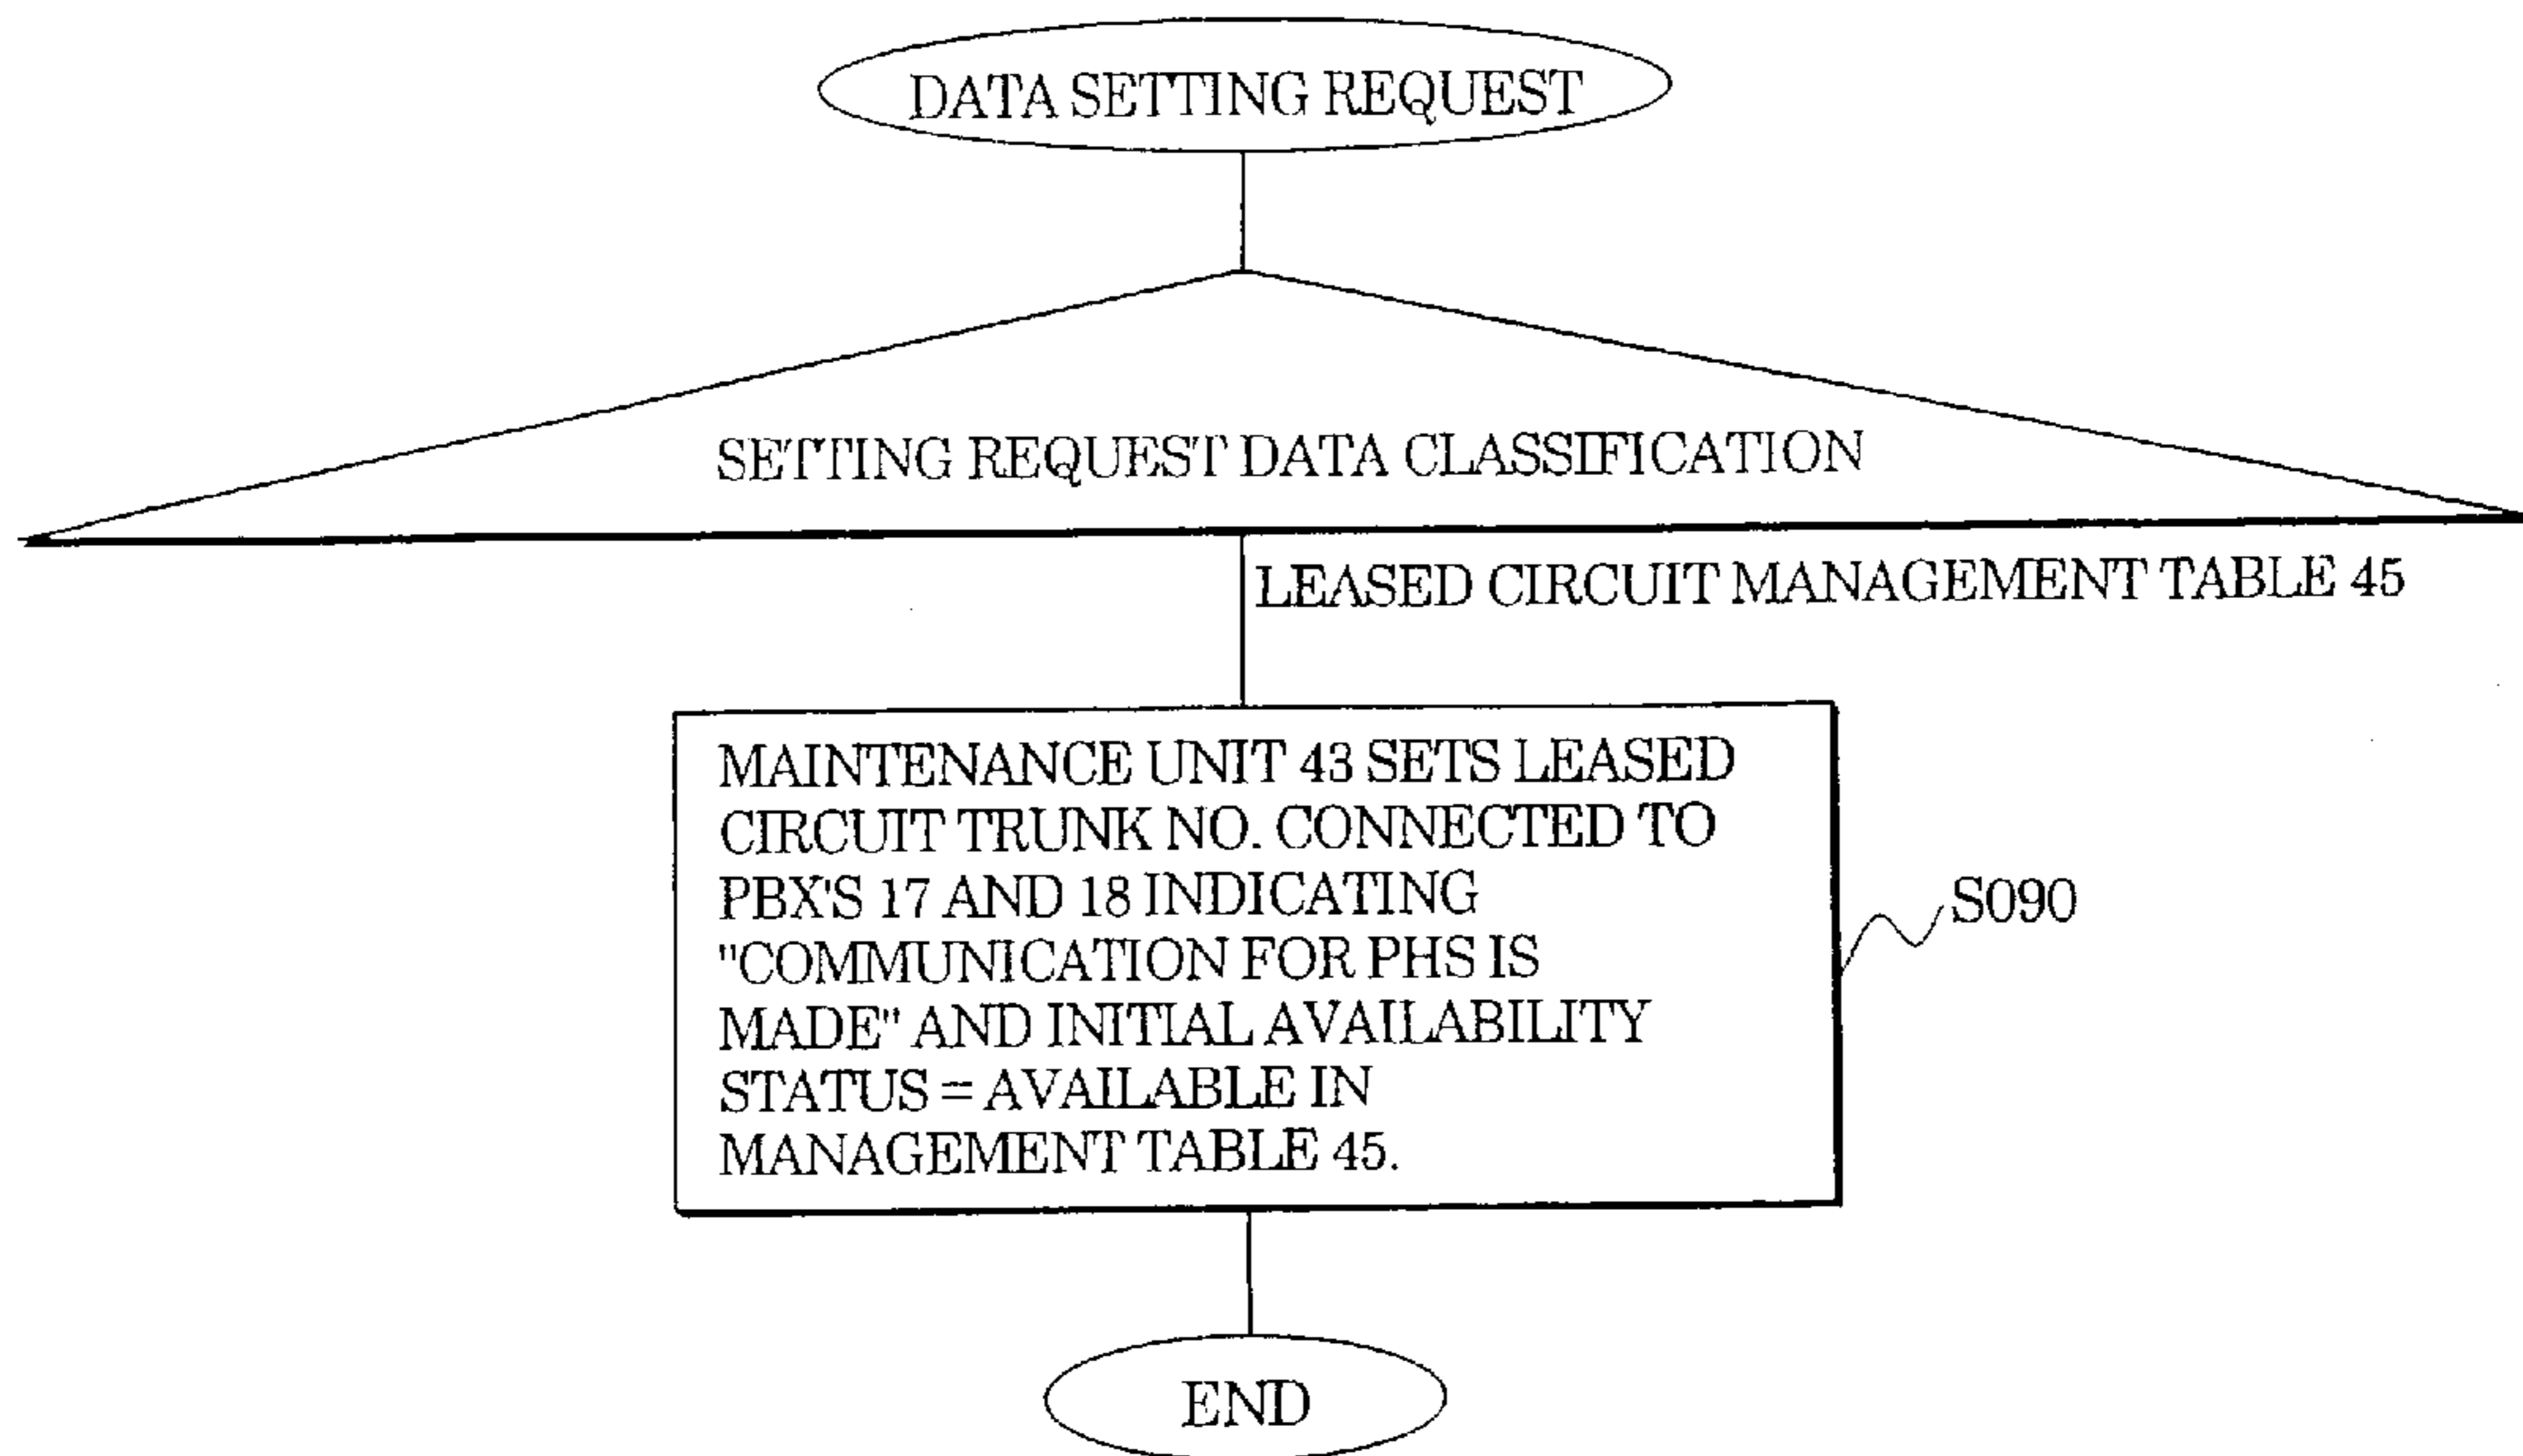 DATA SETTING REQUEST
SETTING REQUEST DATA CLASSIFICATION
LEASED CIRCUIT MANAGEMENT TABLE 45
MAINTENANCE UNIT 43 SETS LEASED
CIRCUIT TRUNK NO. CONNECTED TO
PBX'S 17 AND 18 INDICATING
"COMMUNICATION FOR PHS IS
MADE" AND INITIAL AVAILABILITY
STATUS = AVAILABLE IN
MANAGEMENT TABLE 45.
S090
END